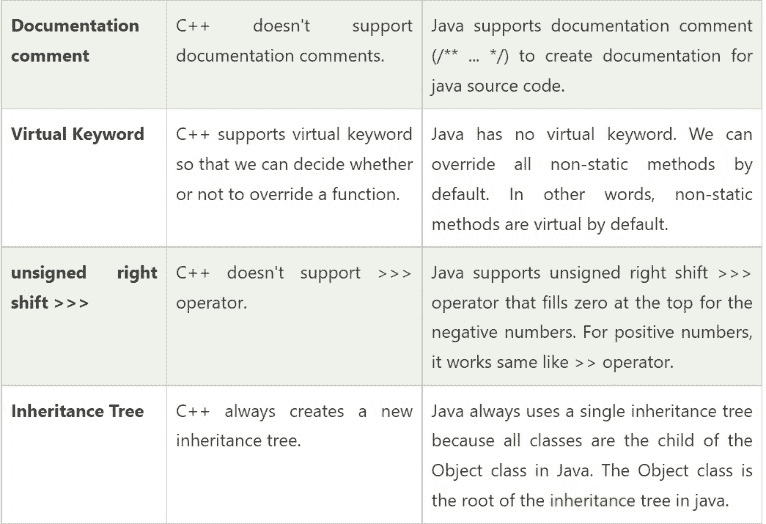 Documentation
comment
C++ doesn't support
documentation comments.
Java supports documentation comment
(/** ... */) to create documentation for
java source code.
Virtual Keyword
C++ supports virtual keyword
so that we can decide whether
or not to override a function.
Java has no virtual keyword. We can
override all non-static methods by
default. In other words, non-static
methods are virtual by default.
unsigned right
shift >>>
C++ doesn't support >>>
operator.
Java supports unsigned right shift >>>
operator that fills zero at the top for the
negative numbers. For positive numbers,
it works same like >> operator.
Inheritance Tree
C++ always creates a new
inheritance tree.
Java always uses a single inheritance tree
because all classes are the child of the
Object class in Java. The Object class is
the root of the inheritance tree in java.